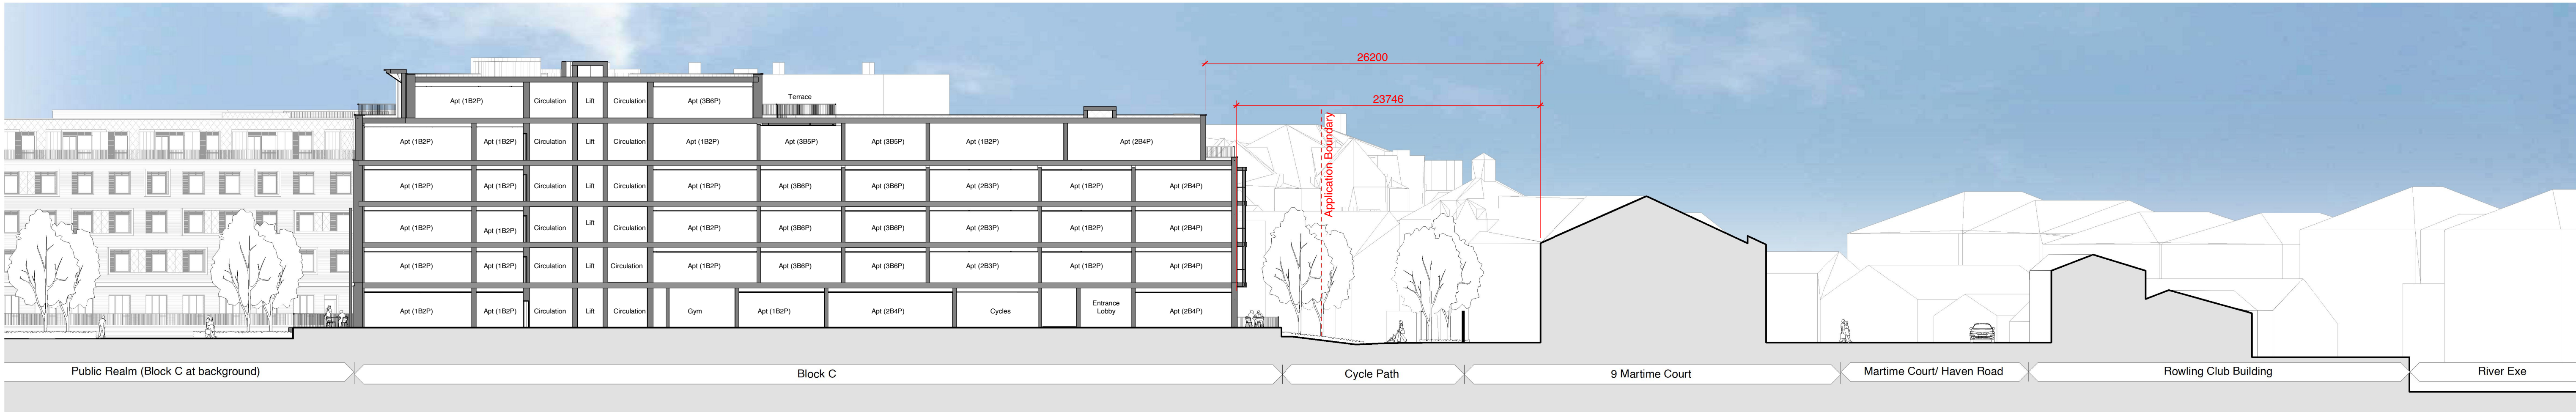 26200
23746
Application Boundary
Terrace
Apt (1B2P) Circulation Lift Circulation Apt (3B6P)
Apt (1B2P) Apt (1B2P) Circulation Lift Circulation Apt (1B2P) Apt (3B5P) Apt (3B5P) Apt (1B2P) Apt (2B4P)
Apt (1B2P) Apt (1B2P) Circulation Lift Circulation Apt (1B2P) Apt (3B6P) Apt (3B6P) Apt (2B3P) Apt (1B2P) Apt (2B4P)
Apt (1B2P) Apt (1B2P) Circulation Lift Circulation Apt (1B2P) Apt (3B6P) Apt (3B6P) Apt (2B3P) Apt (1B2P) Apt (2B4P)
Apt (1B2P) Apt (1B2P) Circulation Lift Circulation Apt (1B2P) Apt (3B6P) Apt (3B6P) Apt (2B3P) Apt (1B2P) Apt (2B4P)
Apt (1B2P) Apt (1B2P) Circulation Lift Circulation Gym Apt (1B2P) Apt (2B4P) Cycles Entrance Lobby Apt (2B4P)
Public Realm (Block C at background) Block C Cycle Path 9 Martime Court Martime Court/ Haven Road Rowling Club Building River Exe